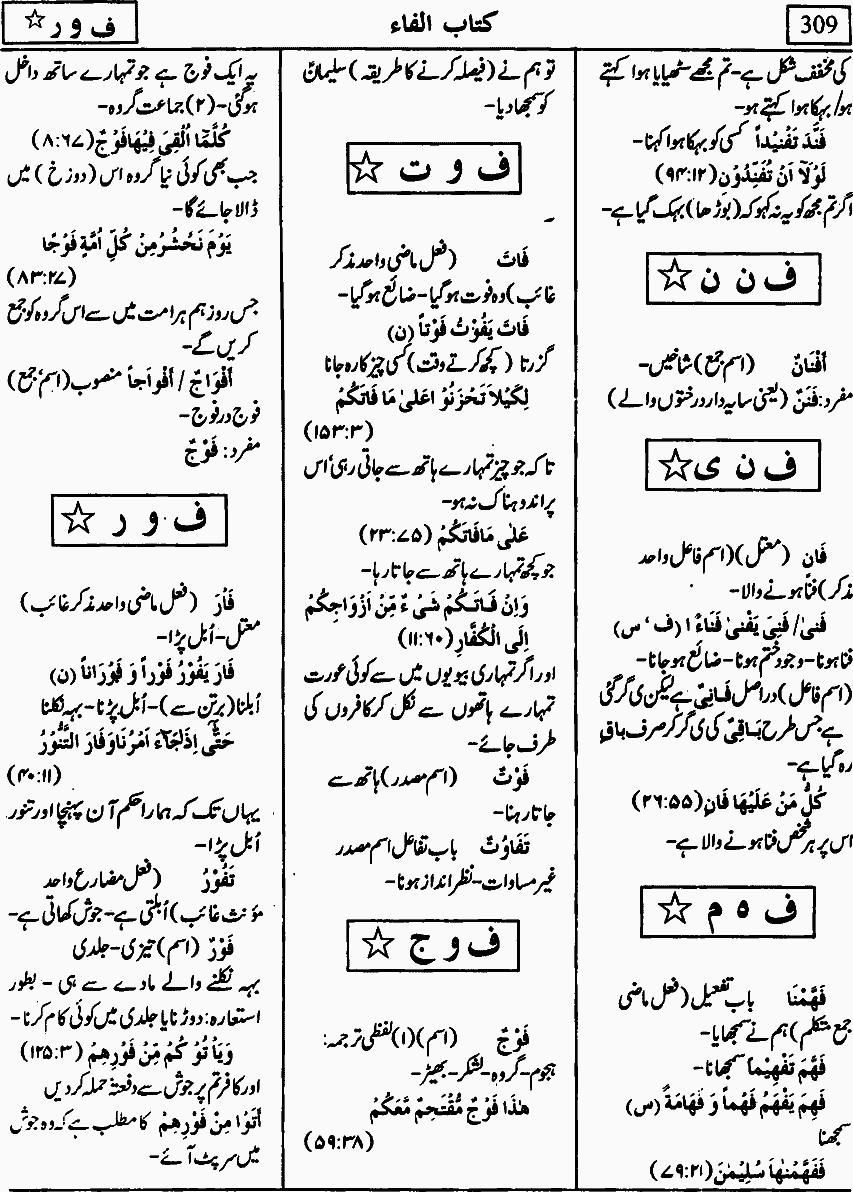 309
کتاب الفاء
ف و ر ☆
کی مخفف شکل ہے-تم مجھے سٹھیایا ہوا کہتے
ہو/بہکا ہوا کہتے ہو-
فَنَّدَ تَفْنِيْداً کسی کو بہکا ہوا کہنا-
لَوْلَآ اَنْ تُفَنِّدُوْنِ(۹۴:۱۲)
اگر تم مجھ کو یہ نہ کہو کہ (بوڑھا) بہک گیا ہے-
ف ن ن ☆
أَفْنَانٌ (اسم جمع) شاخیں-
مفرد: فَنَنٌ (یعنی سایہ دار درختوں والے)
ف ن ی ☆
فَان (معتل)(اسم فاعل واحد
مذکر) فنا ہونے والا-
فَنىٰ/ فَنِیَ يَفْنىٰ فَنَاءً ا (ف ' س)
فنا ہونا-وجود ختم ہونا-ضائع ہو جانا-
(اسم فاعل) دراصل فَانِیٌ ہے لیکن ی گر گئی
ہے جس طرح بَاقِیٌ کی ی گر کر صرف باقٍ
رہ گیا ہے-
كُلُّ مَنْ عَلَيْهَا فَانٍ (۲۶:۵۵)
اس پر ہر شخص فنا ہونے والا ہے-
ف ہ م ☆
فَهَّمْنَا باب تفعیل (فعل ماضی
جمع متکلم) ہم نے سمجھایا-
فَهَّمَ تَفْهِيْماً سمجھانا-
فَهِمَ يَفْهَمُ فَهْماً وَ فَهَامَةً (س)
سمجھنا
فَفَهَّمْنٰهاَ سُلَيْمٰنَ (۷۹:۲۱)
تو ہم نے (فیصلہ کرنے کا طریقہ) سلیمانؑ
کو سمجھا دیا-
ف و ت ☆
فَاتَ (فعل ماضی واحد مذکر
غائب) وہ فوت ہو گیا-ضائع ہو گیا-
فَاتَ يَفُوْتُ فَوْتاً (ن)
گزرنا (کچھ کرتے وقت) کسی چیز کا رہ جانا
لِكَيْلاَ تَحْزَنُوْ اعَلىٰ مَا فَاتَكُمْ
(۱۵۳:۳)
تا کہ جو چیز تمہارے ہاتھ سے جاتی رہی' اس
پر اندوہناک نہ ہو-
عَلىٰ مَافَاتَكُمْ (۲۳:۷۵)
جو کچھ تمہارے ہاتھ سے جاتا رہا-
وَاِنْ فَاتَكُمْ شَیْ ءٌ مِّنْ اَزْوَاجِكُمْ
اِلَى الْكُفَّارِ (۱۱:۶۰)
اور اگر تمہاری بیویوں میں سے کوئی عورت
تمہارے ہاتھوں سے نکل کر کافروں کی
طرف جائے-
فَوْتٌ (اسم مصدر) ہاتھ سے
جاتا رہنا-
تَفَاوُتٌ باب تفاعل اسم مصدر
غیر مساوات-نظر انداز ہونا-
ف و ج ☆
فَوْجٌ (اسم)(۱) لفظی ترجمہ:
ہجوم-گروہ-لشکر-بھیڑ-
هٰذَا فَوْجٌ مُّقْتَحِمٌ مَّعَكُمْ
(۵۹:۳۸)
یہ ایک فوج ہے جو تمہارے ساتھ داخل
ہو گئی-(۲) جماعت گروہ-
كُلَّمَآ اُلْقِیَ فِيْهَا فَوْجٌ(۸:۶۷)
جب بھی کوئی نیا گروہ اس (دوزخ) میں
ڈالا جائے گا-
يَوْمَ نَحْشُرُ مِنْ كُلِّ اُمَّةٍ فَوْجًا
(۸۳:۲۷)
جس روز ہم ہر امت میں سے اس گروہ کو جمع
کریں گے-
أَفْوَاجٌ / أَفْواَجاً منصوب (اسم' جمع)
فوج در فوج-
مفرد: فَوْجٌ
ف و ر ☆
فَاَرَ (فعل ماضی واحد مذکر غائب)
معتل-اُبل پڑا-
فَارَ يَفُوْرُ فَوْراً وَ فَوُرَاناً (ن)
اُبلنا (برتن سے)-اُبل پڑنا-بہہ نکلنا
حَتّٰى اِذَاجَآءَ اَمْرُنَا وَفَارَ التَّنُّوْرُ
(۴۰:۱۱)
یہاں تک کہ ہمارا حکم آن پہنچا اور تنور
اُبل پڑا-
تَفُوْرُ (فعل مضارع واحد
مؤنث غائب) اُبلتی ہے-جوش کھاتی ہے-
فَوْرٌ (اسم) تیزی-جلدی
بہہ نکلنے والے مادے سے ہی - بطور
استعارہ: دوڑنا یا جلدی میں کوئی کام کرنا-
وَيَأْ تُوْ كُمْ مِّنْ فَوْرِهِمْ (۱۲۵:۳)
اور کافر تم پر جوش سے دفعتہً حملہ کر دیں
أَتَوْا مِنْ فَوْرِهِمْ کا مطلب ہے کہ وہ جوش
میں سرپٹ آئے-